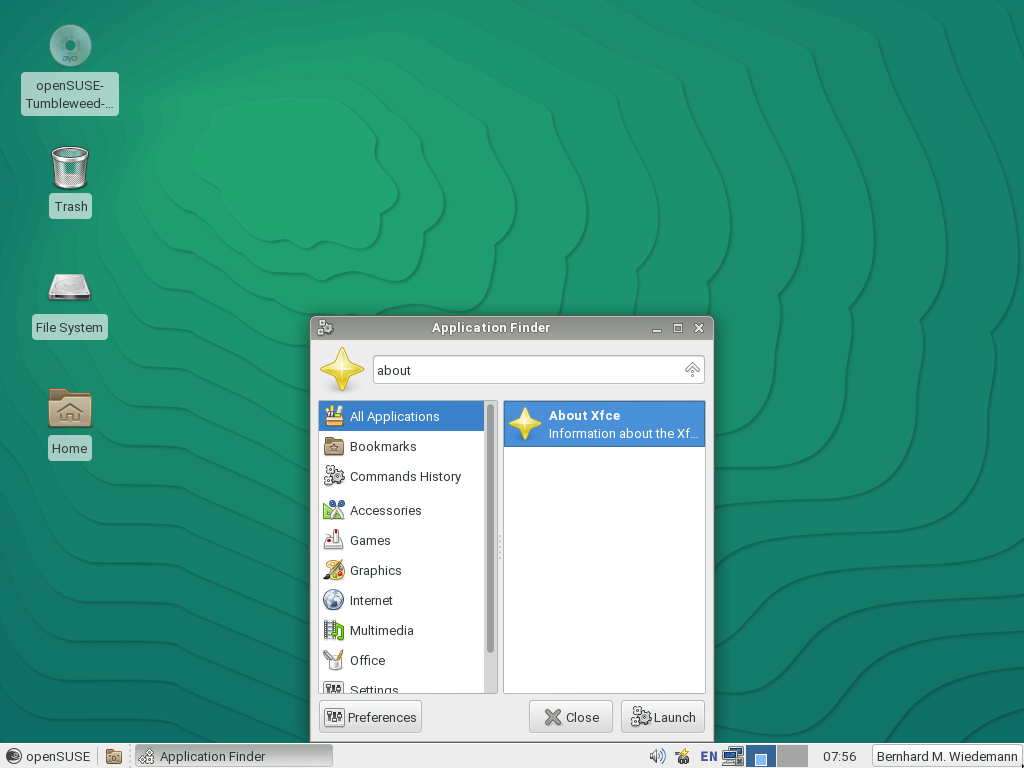 openSUSE-
Tumbleweed-...
Trash
File System
Home
Application Finder
about
All Applications
Bookmarks
Commands History
Accessories
Games
Graphics
Internet
Multimedia
Office
Settings
About Xfce
Information about the Xf...
Preferences
Close
Launch
openSUSE
Application Finder
EN
07:56
Bernhard M. Wiedemann